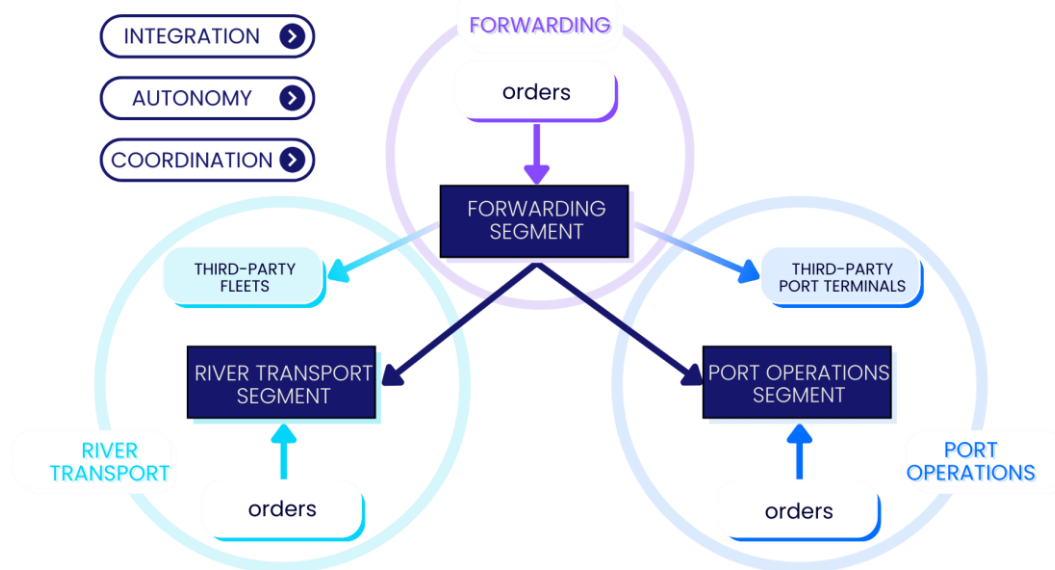 FORWARDING
INTEGRATION
orders
AUTONOMY
COORDINATION
FORWARDING
SEGMENT
THIRD-PARTY
FLEETS
THIRD-PARTY
PORT TERMINALS
RIVER TRANSPORT
SEGMENT
PORT OPERATIONS
SEGMENT
RIVER
TRANSPORT
PORT
OPERATIONS
orders
orders